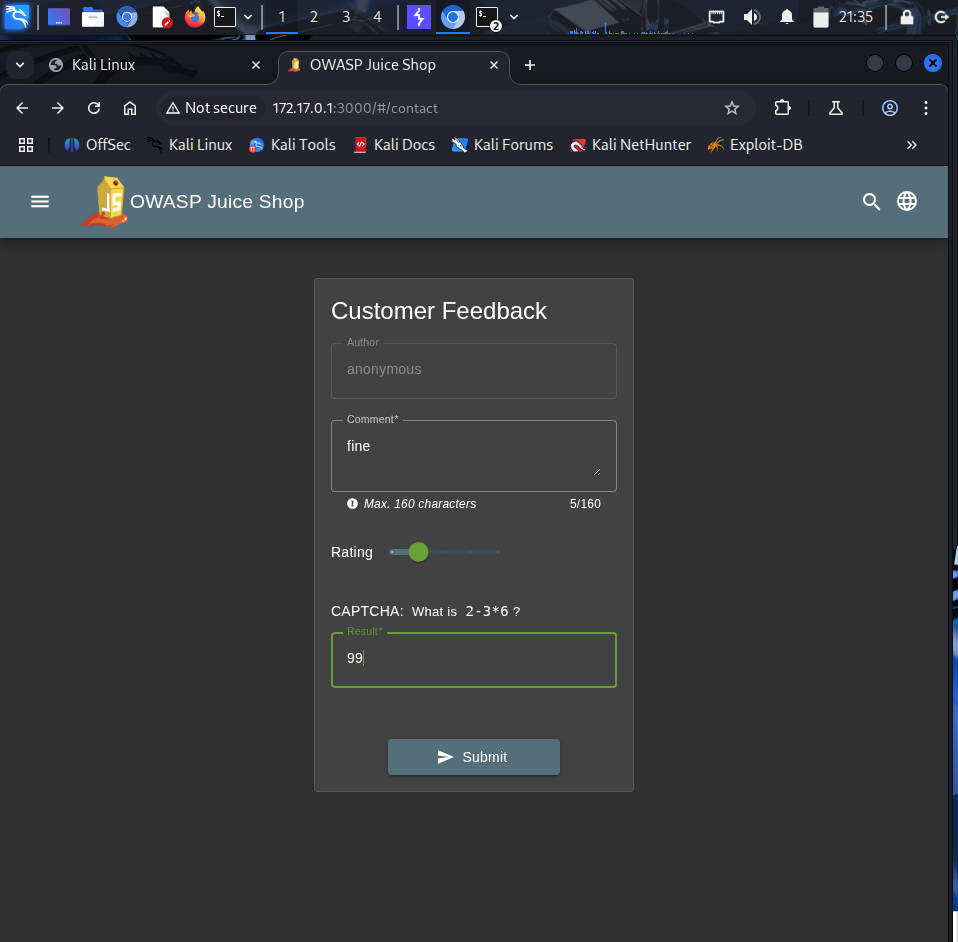 1 2 3 4 2 21:35
Kali Linux OWASP Juice Shop
Not secure 172.17.0.1:3000/#/contact
OffSec Kali Linux Kali Tools Kali Docs Kali Forums Kali NetHunter Exploit-DB
JS OWASP Juice Shop
Customer Feedback
Author
anonymous
Comment*
fine
Max. 160 characters 5/160
Rating
CAPTCHA: What is 2-3*6 ?
Result*
99
Submit